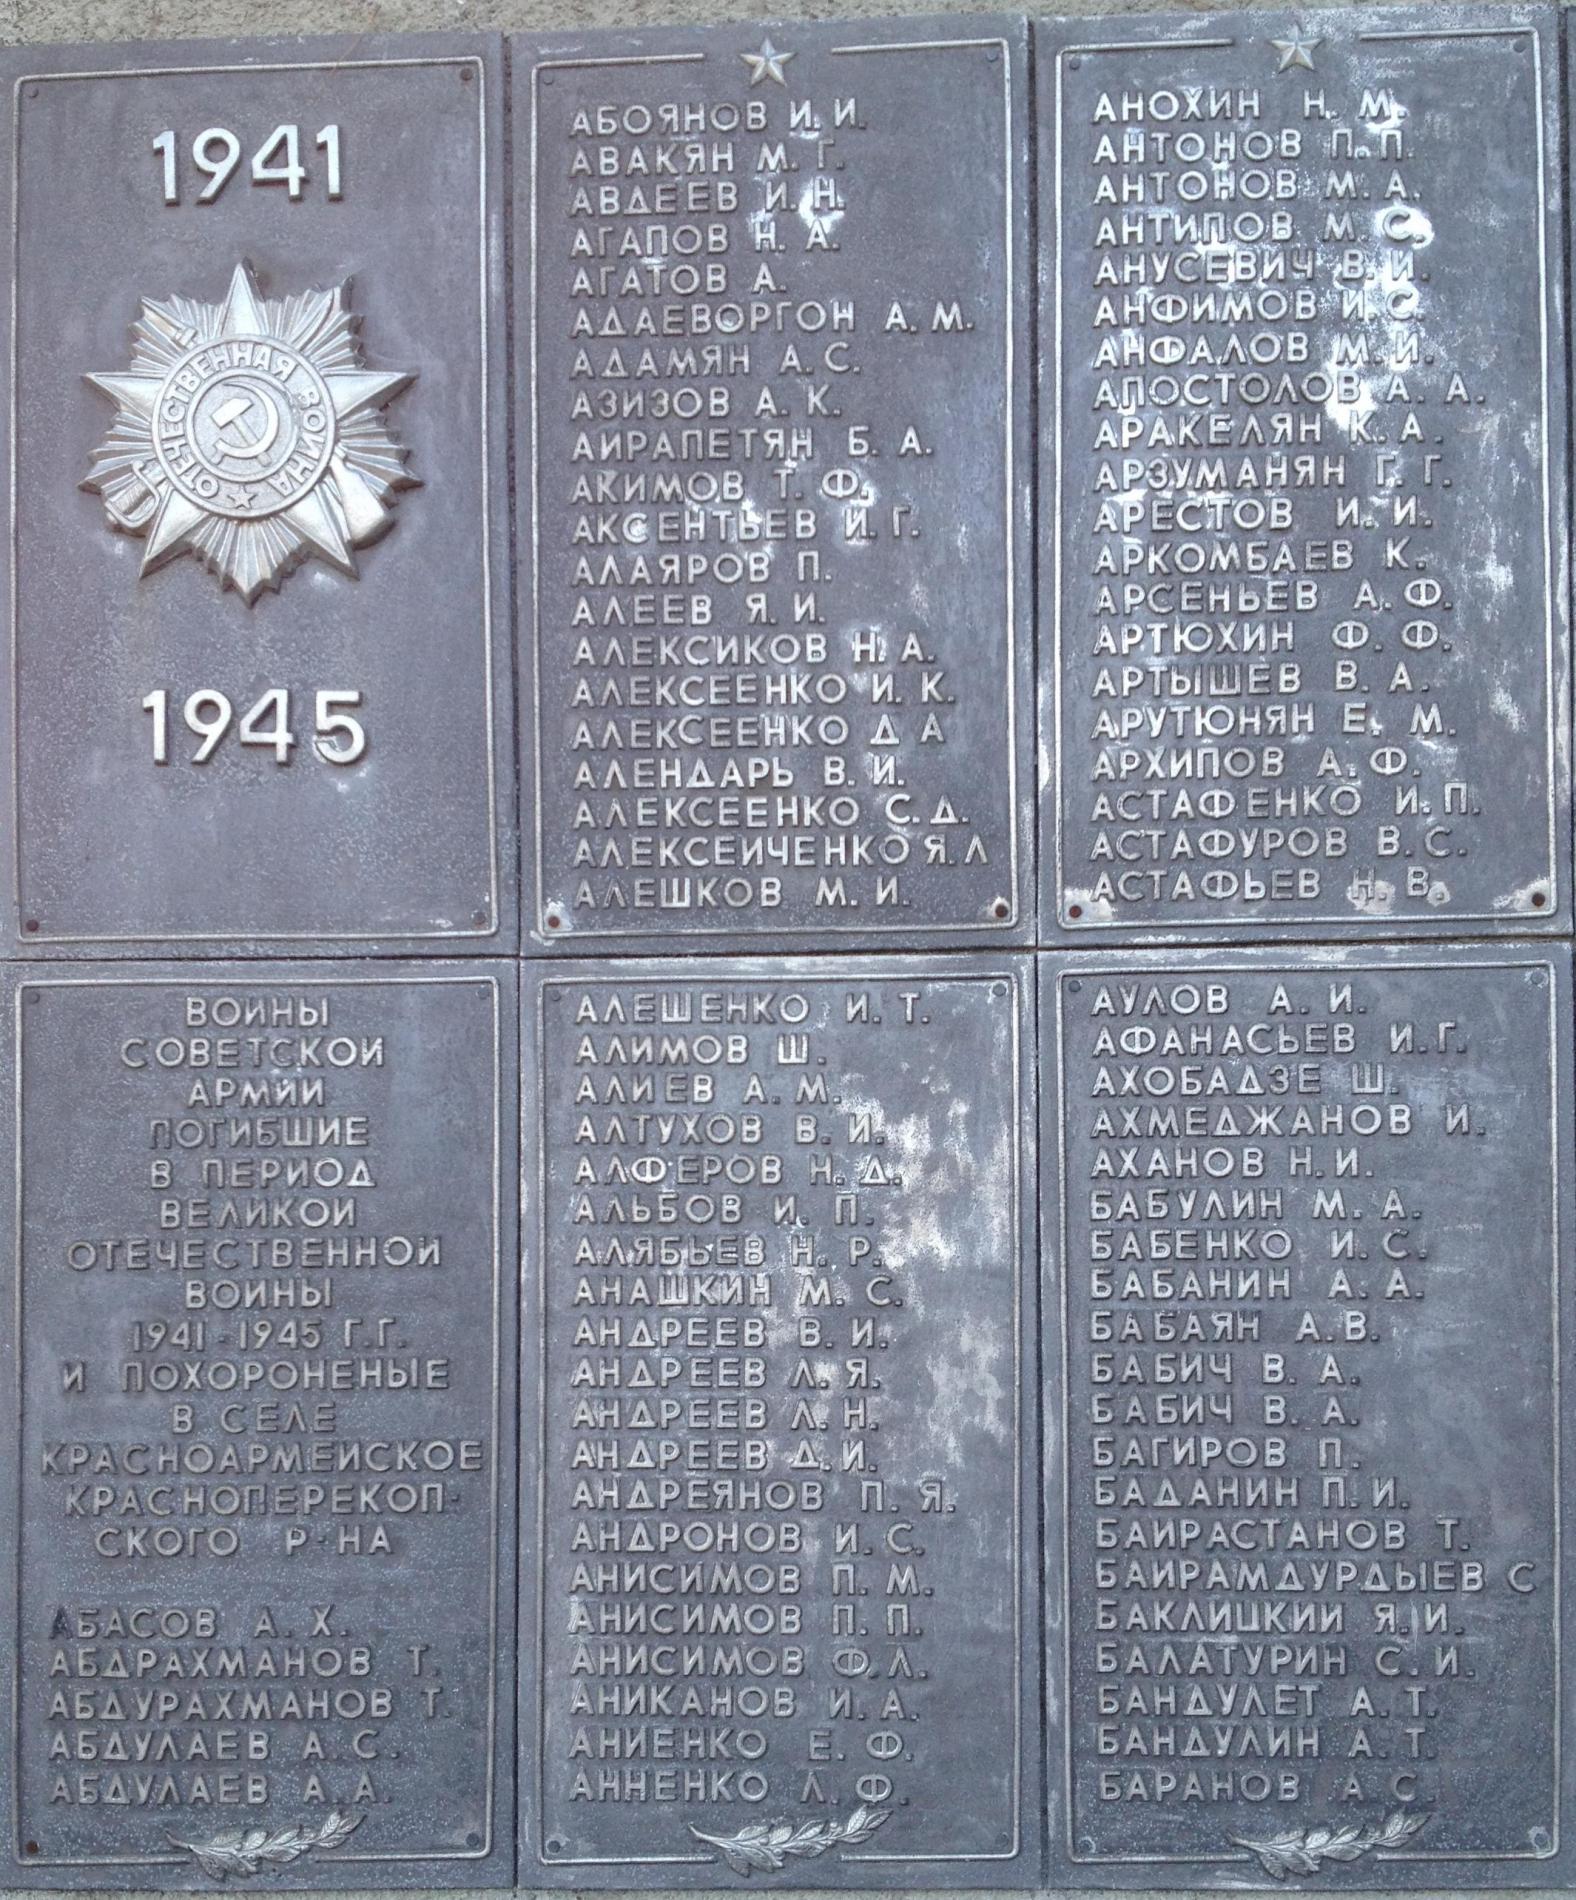 1941
ОТЕЧЕСТВЕННАЯ ВОЙНА
1945
ВОИНЫ
СОВЕТСКОЙ
АРМИИ
ПОГИБШИЕ
В ПЕРИОД
ВЕЛИКОЙ
ОТЕЧЕСТВЕННОЙ
ВОЙНЫ
1941-1945 Г.Г.
И ПОХОРОНЕНЫЕ
В СЕЛЕ
КРАСНОАРМЕЙСКОЕ
КРАСНОПЕРЕКОП-
СКОГО Р-НА
АБАСОВ А. Х.
АБДРАХМАНОВ Т.
АБДУРАХМАНОВ Т.
АБДУЛАЕВ А. С.
АБДУЛАЕВ А. А.
АБОЯНОВ И. И.
АВАКЯН М. Г.
АВДЕЕВ И. Н.
АГАПОВ Н. А.
АГАТОВ А.
АДАЕВОРГОН А. М.
АДАМЯН А. С.
АЗИЗОВ А. К.
АИРАПЕТЯН Б. А.
АКИМОВ Т. Ф.
АКСЕНТЬЕВ И. Г.
АЛАЯРОВ П.
АЛЕЕВ Я. И.
АЛЕКСИКОВ Н. А.
АЛЕКСЕЕНКО И. К.
АЛЕКСЕЕНКО Д А
АЛЕНДАРЬ В. И.
АЛЕКСЕЕНКО С. Д.
АЛЕКСЕИЧЕНКО Я. Л
АЛЕШКОВ М. И.
АЛЕШЕНКО И. Т.
АЛИМОВ Ш.
АЛИЕВ А. М.
АЛТУХОВ В. И.
АЛФЕРОВ Н. Д.
АЛЬБОВ И. П.
АЛЯБЬЕВ Н. Р.
АНАШКИН М. С.
АНДРЕЕВ В. И.
АНДРЕЕВ Л. Я.
АНДРЕЕВ Л. Н.
АНДРЕЕВ Д. И.
АНДРЕЯНОВ П. Я.
АНДРОНОВ И. С.
АНИСИМОВ П. М.
АНИСИМОВ П. П.
АНИСИМОВ Ф. Л.
АНИКАНОВ И. А.
АНИЕНКО Е. Ф.
АННЕНКО Л. Ф.
АНОХИН Н. М.
АНТОНОВ П. П.
АНТОНОВ М. А.
АНТИПОВ М. С.
АНУСЕВИЧ В. И.
АНФИМОВ И. С.
АНФАЛОВ М. И.
АПОСТОЛОВ А. А.
АРАКЕЛЯН К. А.
АРЗУМАНЯН Г. Г.
АРЕСТОВ И. И.
АРКОМБАЕВ К.
АРСЕНЬЕВ А. Ф.
АРТЮХИН Ф. Ф.
АРТЫШЕВ В. А.
АРУТЮНЯН Е. М.
АРХИПОВ А. Ф.
АСТАФЕНКО И. П.
АСТАФУРОВ В. С.
АСТАФЬЕВ Н. В.
АУЛОВ А. И.
АФАНАСЬЕВ И. Г.
АХОБАДЗЕ Ш.
АХМЕДЖАНОВ И.
АХАНОВ Н. И.
БАБУЛИН М. А.
БАБЕНКО И. С.
БАБАНИН А. А.
БАБАЯН А. В.
БАБИЧ В. А.
БАБИЧ В. А.
БАГИРОВ П.
БАДАНИН П. И.
БАИРАСТАНОВ Т.
БАИРАМДУРДЫЕВ С
БАКЛИЦКИИ Я. И.
БАЛАТУРИН С. И.
БАНДУЛЕТ А. Т.
БАНДУЛИН А. Т.
БАРАНОВ А С.